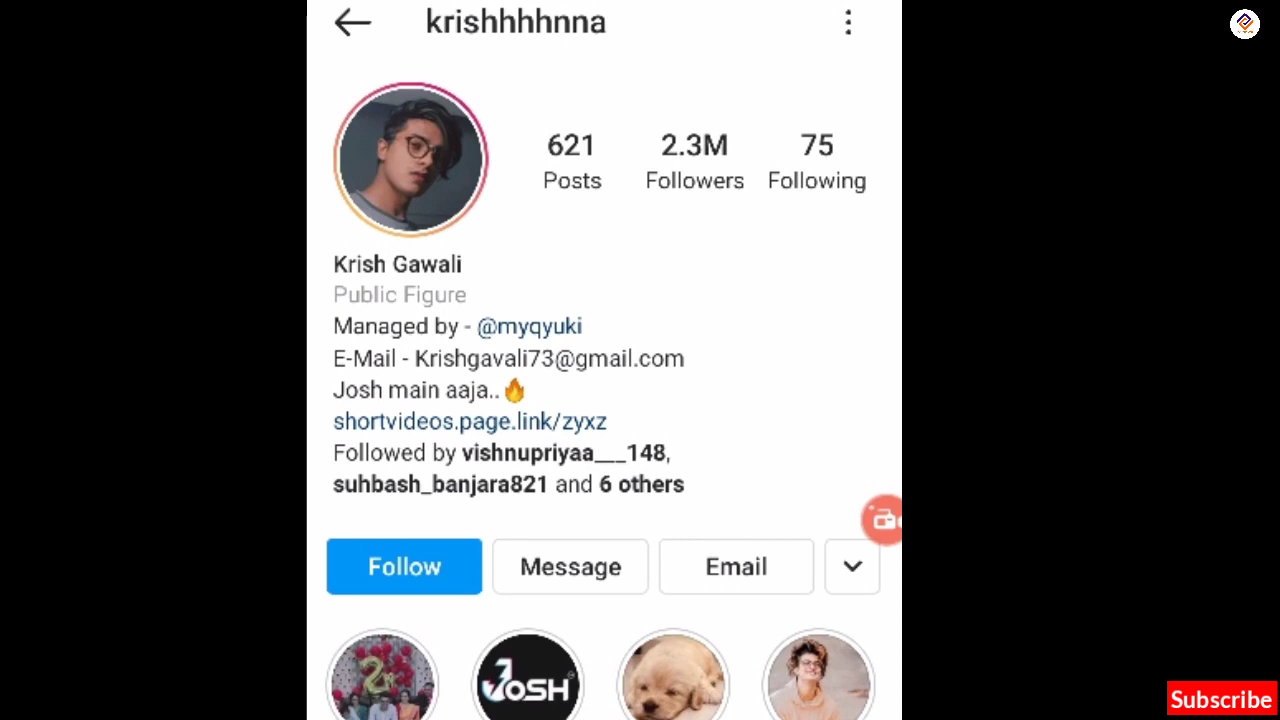 krishhhhnna
621
2.3M
75
Posts
Followers
Following
Krish Gawali
Public Figure
Managed by - @myqyuki
E-Mail - Krishgavali73@gmail.com
Josh main aaja..🔥
shortvideos.page.link/zyxz
Followed by vishnupriyaa___148,
suhbash_banjara821 and 6 others
Follow
Message
Email
JOSH
Subscribe